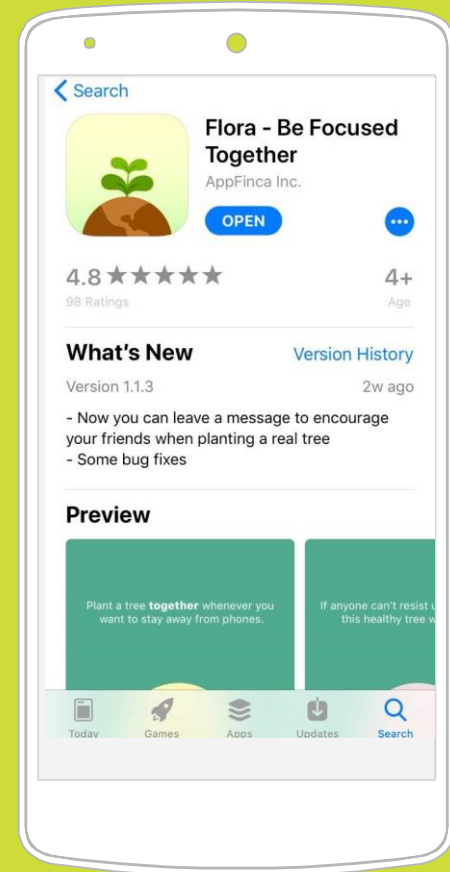 Search
Flora - Be Focused
Together
AppFinca Inc.
OPEN
4.8
4+
98 Ratings
Age
What's New
Version History
Version 1.1.3
2w ago
- Now you can leave a message to encourage
your friends when planting a real tree
- Some bug fixes
Preview
Plant a tree together whenever you
want to stay away from phones.
If anyone can't resist
this healthy tree
Today
Games
Apps
Updates
Search